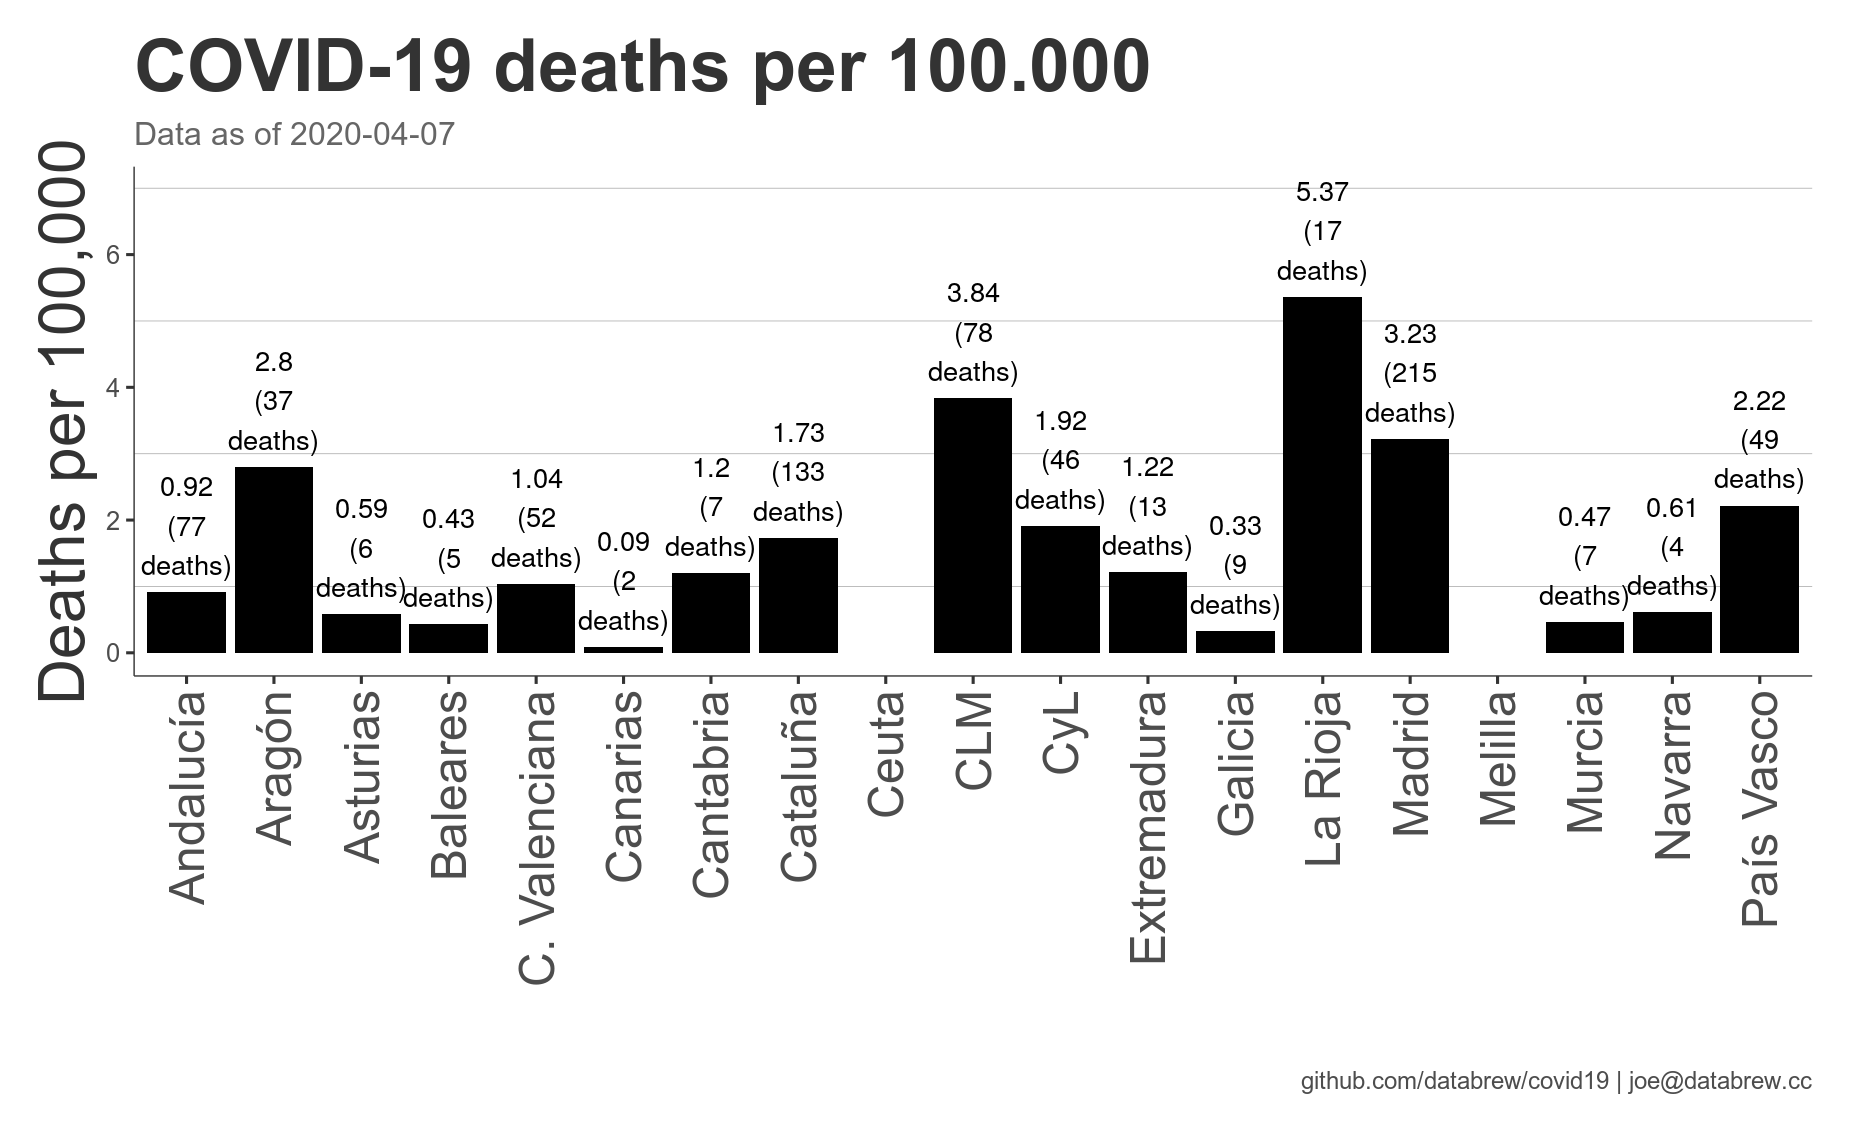 COVID-19 deaths per 100.000
Data as of 2020-04-07
Deaths per 100,000
6
4
2
0
0.92
(77
deaths)
2.8
(37
deaths)
0.59
(6
deaths)
0.43
(5
deaths)
1.04
(52
deaths)
0.09
(2
deaths)
1.2
(7
deaths)
1.73
(133
deaths)
3.84
(78
deaths)
1.92
(46
deaths)
1.22
(13
deaths)
0.33
(9
deaths)
5.37
(17
deaths)
3.23
(215
deaths)
0.47
(7
deaths)
0.61
(4
deaths)
2.22
(49
deaths)
Andalucía
Aragón
Asturias
Baleares
C. Valenciana
Canarias
Cantabria
Cataluña
Ceuta
CLM
CyL
Extremadura
Galicia
La Rioja
Madrid
Melilla
Murcia
Navarra
País Vasco
github.com/databrew/covid19 | joe@databrew.cc